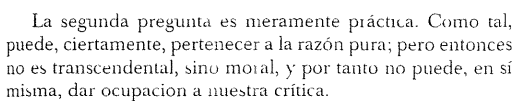 La segunda pregunta es meramente práctica. Como tal,
puede, ciertamente, pertenecer a la razón pura; pero entonces
no es transcendental, sino moral, y por tanto no puede, en sí
misma, dar ocupacion a nuestra crítica.